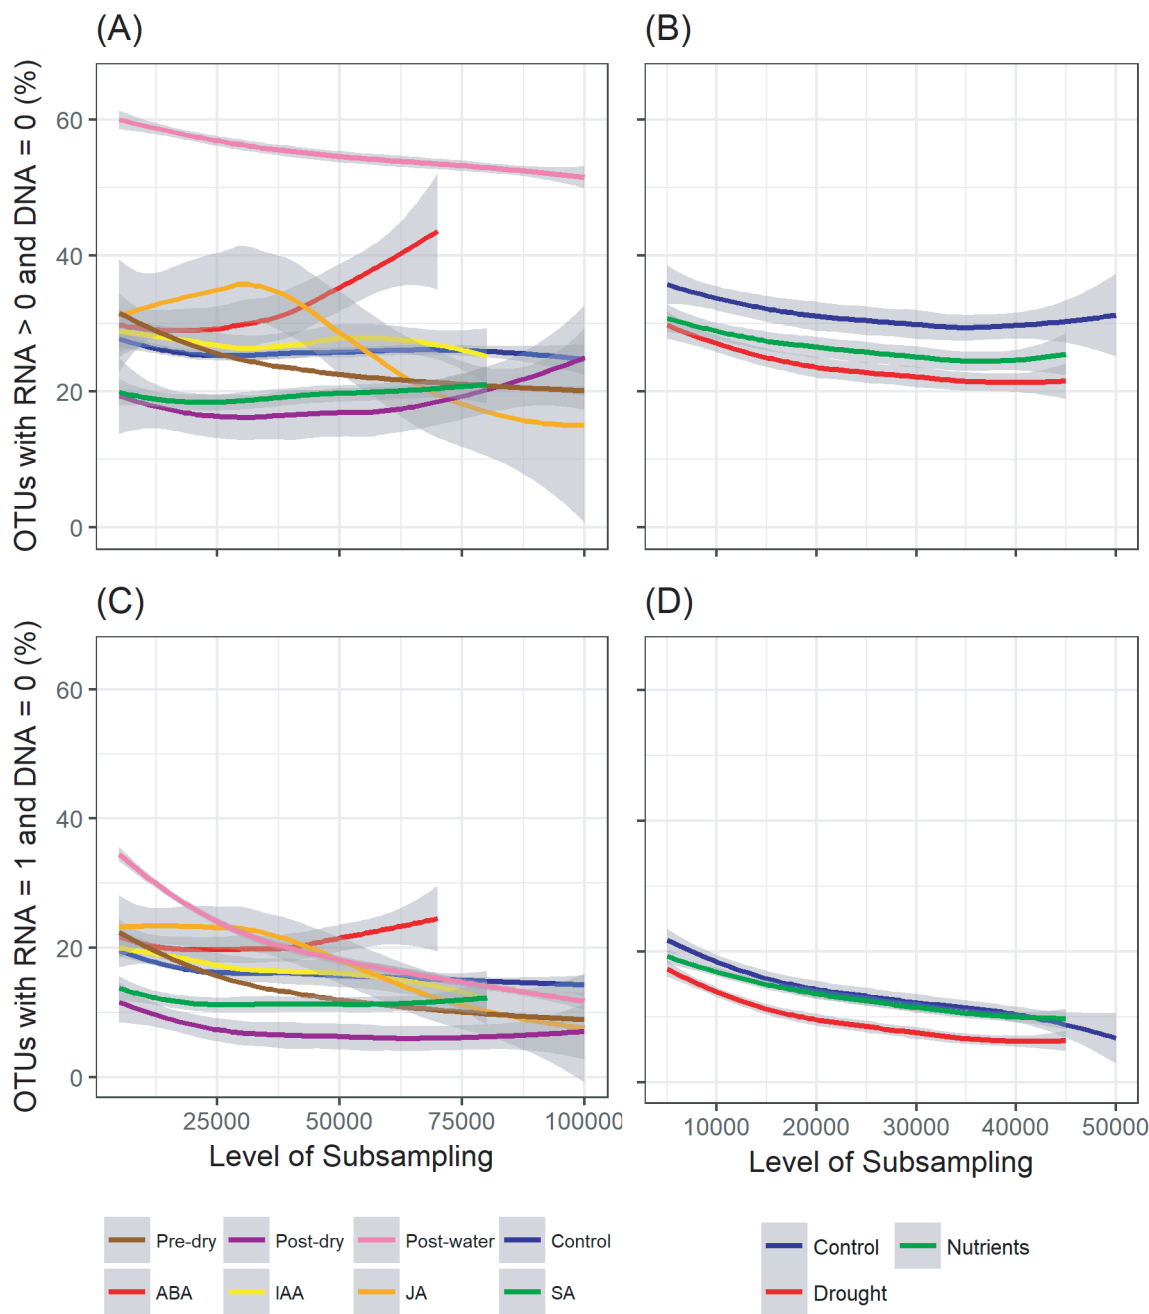 (A)
(B)
OTUs with RNA > 0 and DNA = 0 (%)
60
40
20
0
(C)
(D)
OTUs with RNA = 1 and DNA = 0 (%)
60
40
20
0
25000 50000 75000 100000
10000 20000 30000 40000 50000
Level of Subsampling
Level of Subsampling
Pre-dry Post-dry Post-water Control
ABA IAA JA SA
Control Nutrients
Drought